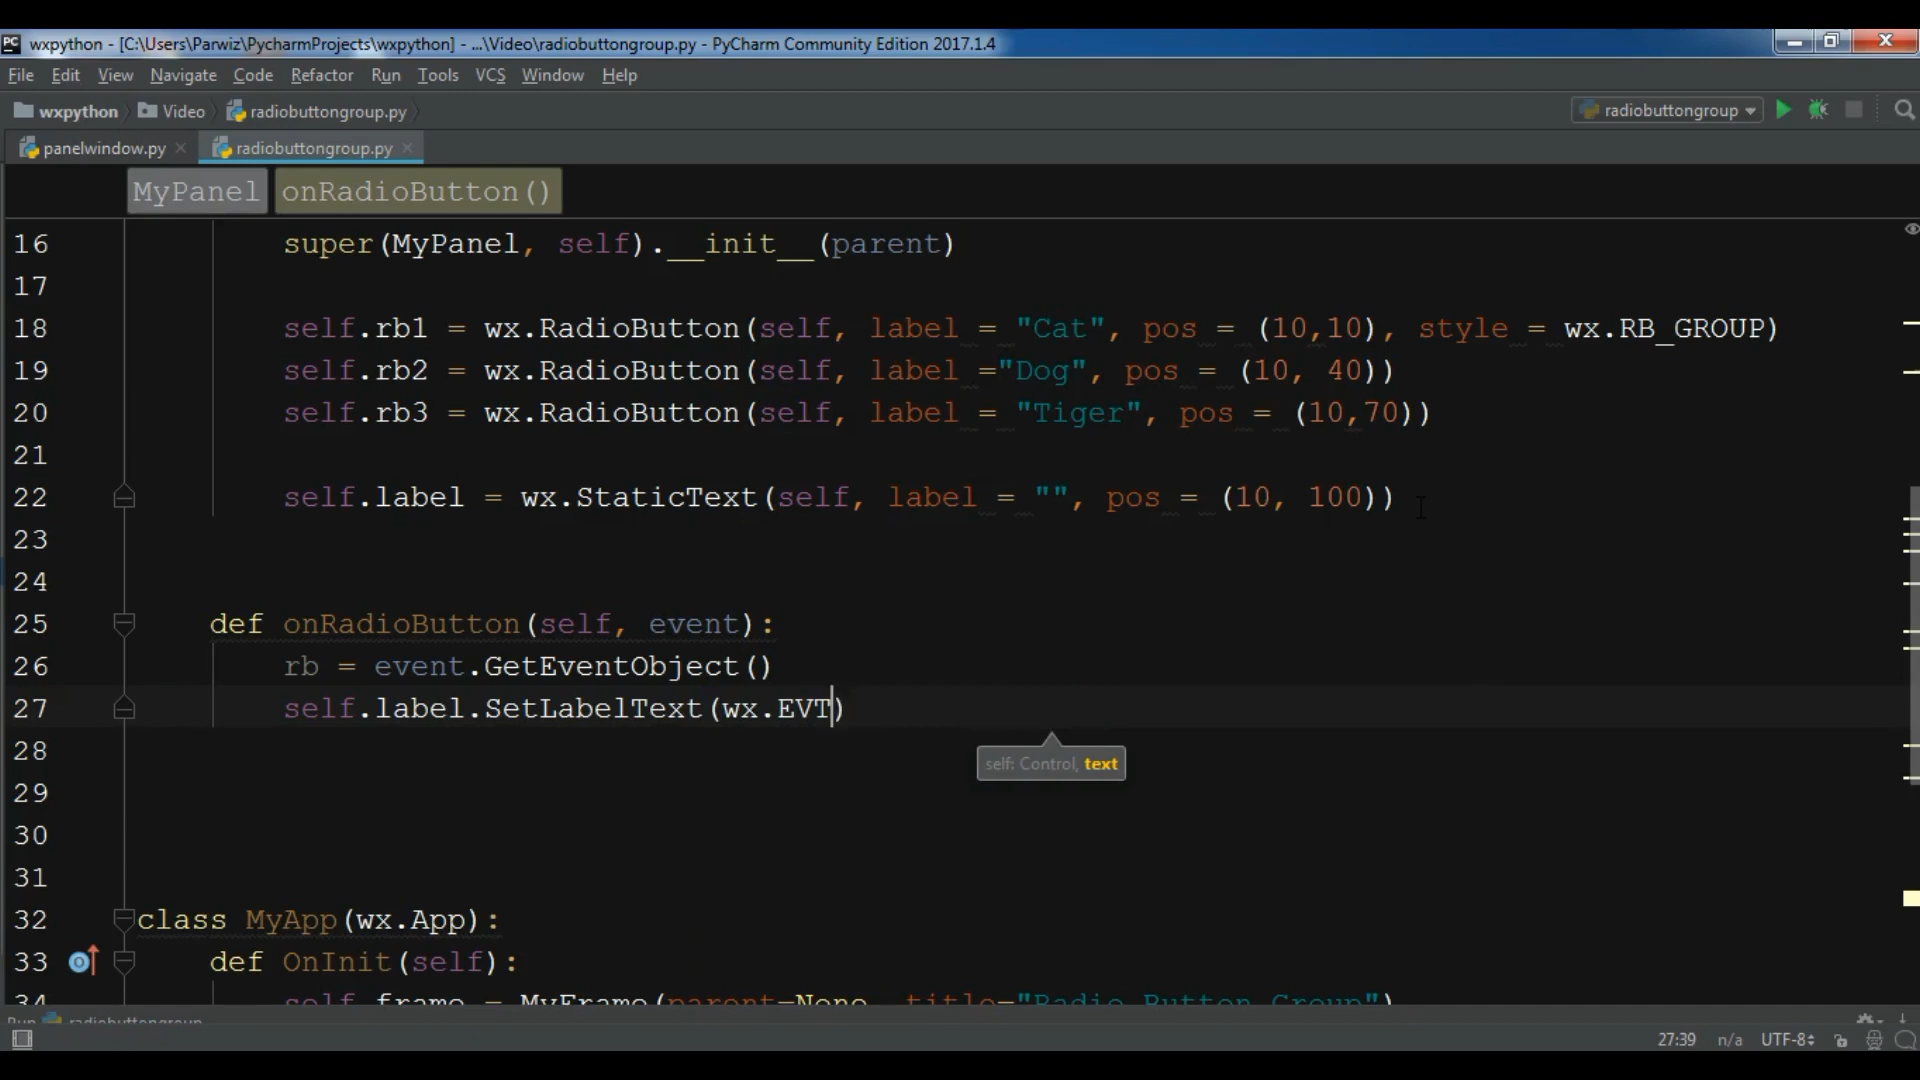 PC wxpython - [C:\Users\Parwiz\PycharmProjects\wxpython] - ...\Video\radiobuttongroup.py - PyCharm Community Edition 2017.1.4
File Edit View Navigate Code Refactor Run Tools VCS Window Help
wxpython Video radiobuttongroup.py radiobuttongroup
panelwindow.py radiobuttongroup.py
MyPanel onRadioButton()
16 super(MyPanel, self).__init__(parent)
17
18 self.rb1 = wx.RadioButton(self, label = "Cat", pos = (10,10), style = wx.RB_GROUP)
19 self.rb2 = wx.RadioButton(self, label ="Dog", pos = (10, 40))
20 self.rb3 = wx.RadioButton(self, label = "Tiger", pos = (10,70))
21
22 self.label = wx.StaticText(self, label = "", pos = (10, 100))
23
24
25 def onRadioButton(self, event):
26 rb = event.GetEventObject()
27 self.label.SetLabelText(wx.EVT)
28
self: Control, text
29
30
31
32 class MyApp(wx.App):
33 def OnInit(self):
34 self.frame = MyFrame(parent=None, title="Radio Button Group")
Run radiobuttongroup
27:39 n/a UTF-8